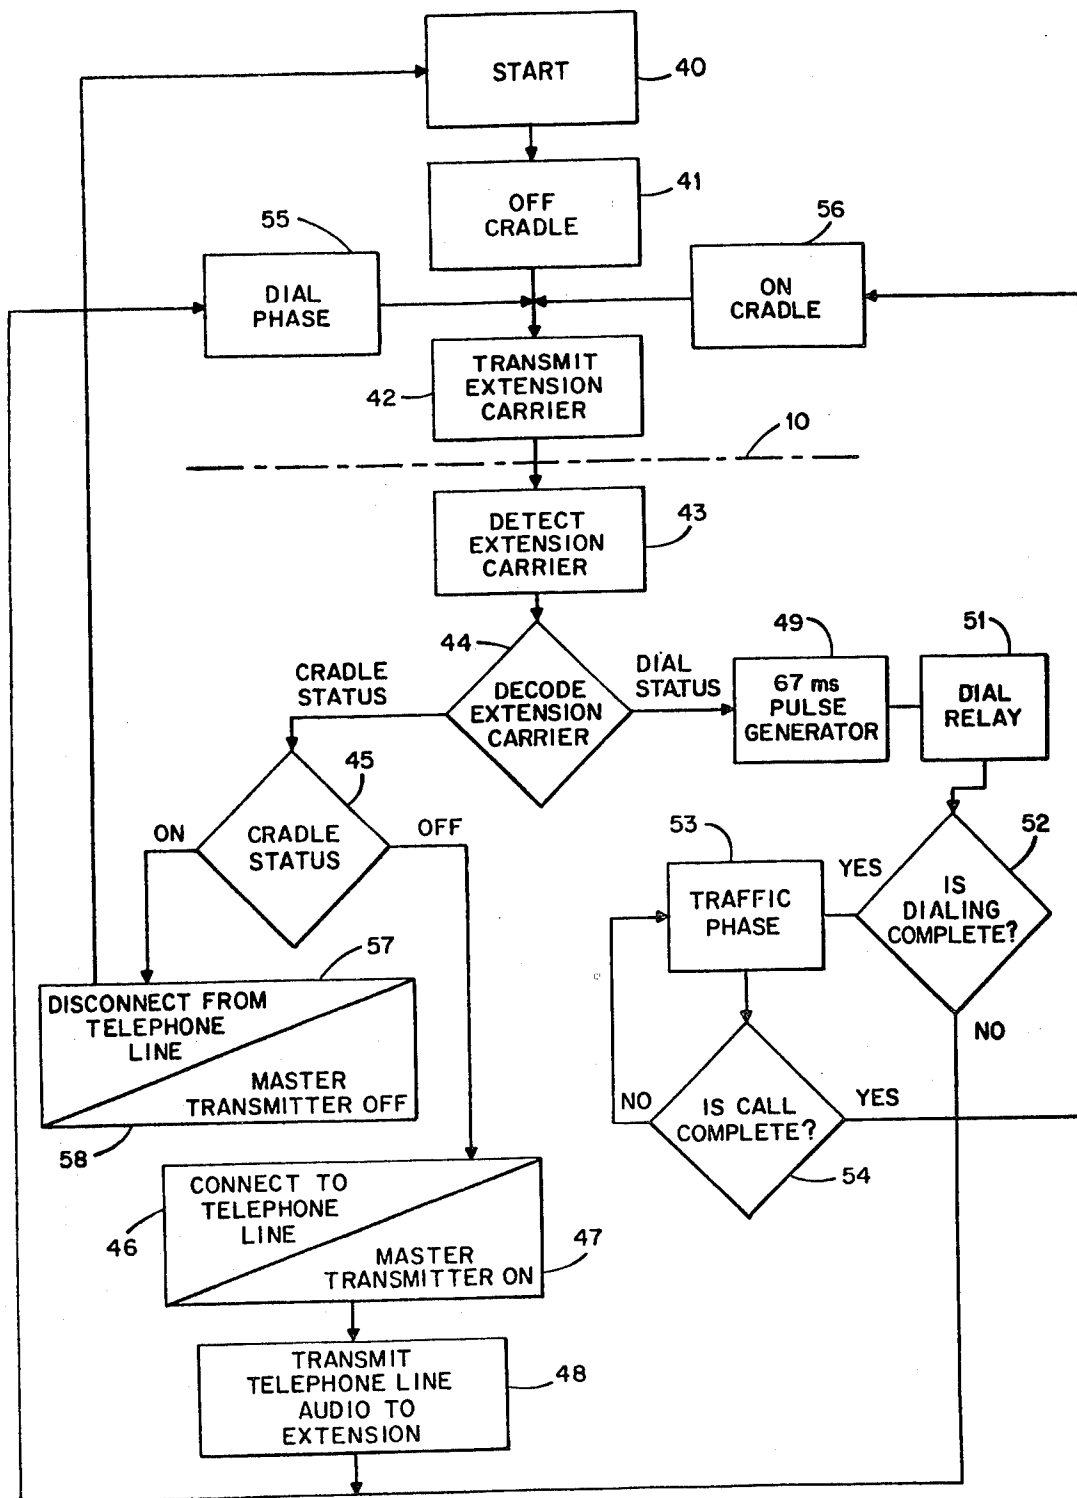 START
40
OFF
CRADLE
41
55
DIAL
PHASE
56
ON
CRADLE
TRANSMIT
EXTENSION
CARRIER
42
10
DETECT
EXTENSION
CARRIER
43
44
DECODE
EXTENSION
CARRIER
CRADLE
STATUS
DIAL
STATUS
49
67 ms
PULSE
GENERATOR
51
DIAL
RELAY
45
CRADLE
STATUS
ON
OFF
53
TRAFFIC
PHASE
YES
52
IS
DIALING
COMPLETE?
NO
57
DISCONNECT FROM
TELEPHONE
LINE
MASTER
TRANSMITTER OFF
58
NO
IS CALL
COMPLETE?
YES
54
CONNECT TO
TELEPHONE
LINE
46
MASTER
TRANSMITTER ON
47
TRANSMIT
TELEPHONE LINE
AUDIO TO
EXTENSION
48